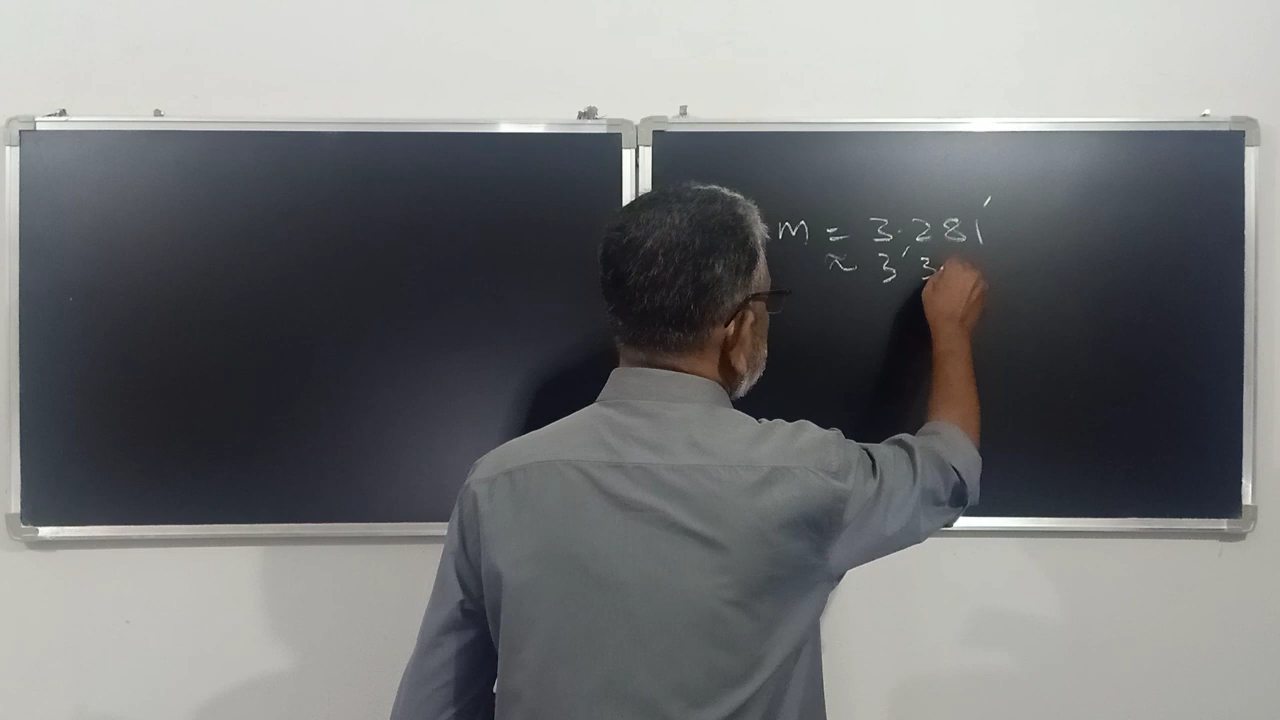 m = 3.281′
≈ 3′ 3